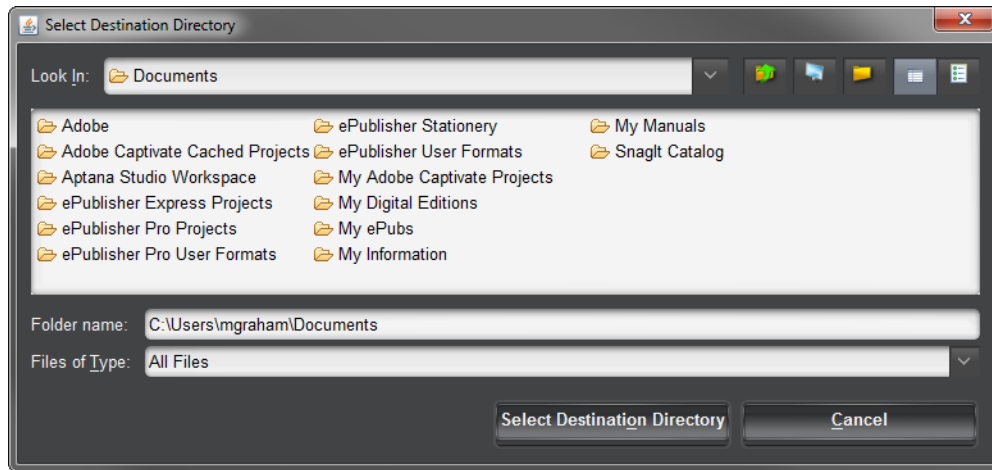 Select Destination Directory
Look In: Documents
Adobe
Adobe Captivate Cached Projects
Aptana Studio Workspace
ePublisher Express Projects
ePublisher Pro Projects
ePublisher Pro User Formats
ePublisher Stationery
ePublisher User Formats
My Adobe Captivate Projects
My Digital Editions
My ePubs
My Information
My Manuals
SnagIt Catalog
Folder name: C:\Users\mgraham\Documents
Files of Type: All Files
Select Destination Directory Cancel